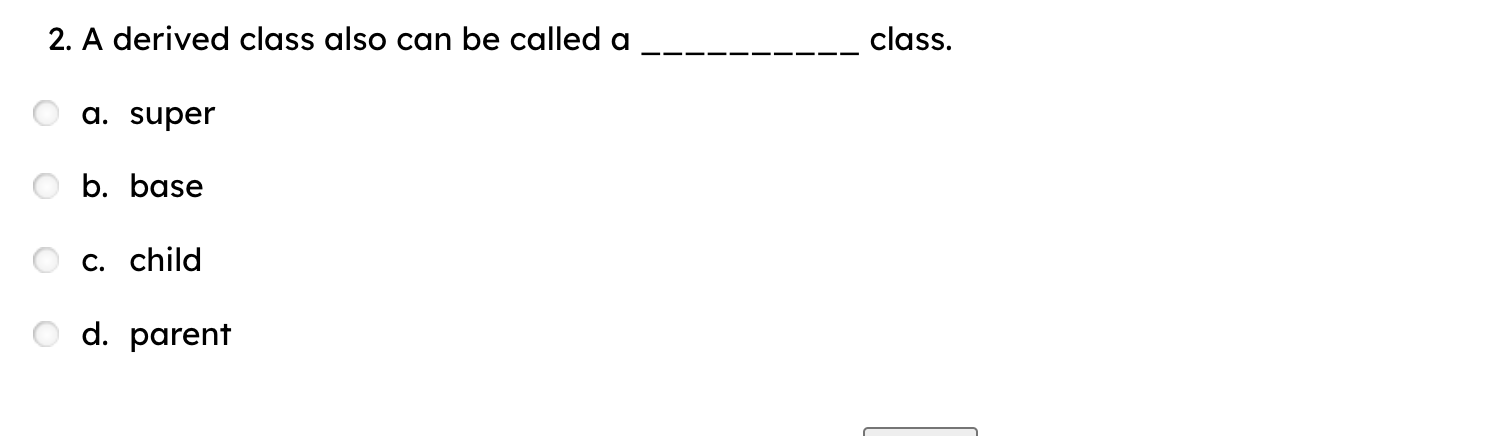 2. A derived class also can be called a __________ class.
a. super
b. base
c. child
d. parent